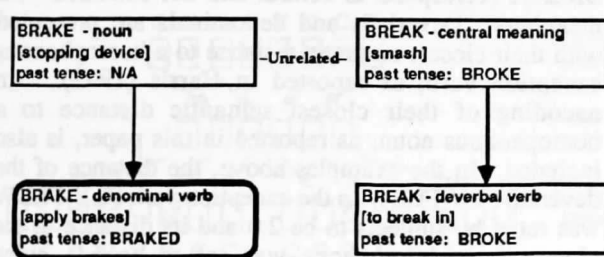 BRAKE - noun
[stopping device]
past tense: N/A
-Unrelated-
BREAK - central meaning
[smash]
past tense: BROKE
BRAKE - denominal verb
[apply brakes]
past tense: BRAKED
BREAK - deverbal verb
[to break in]
past tense: BROKE